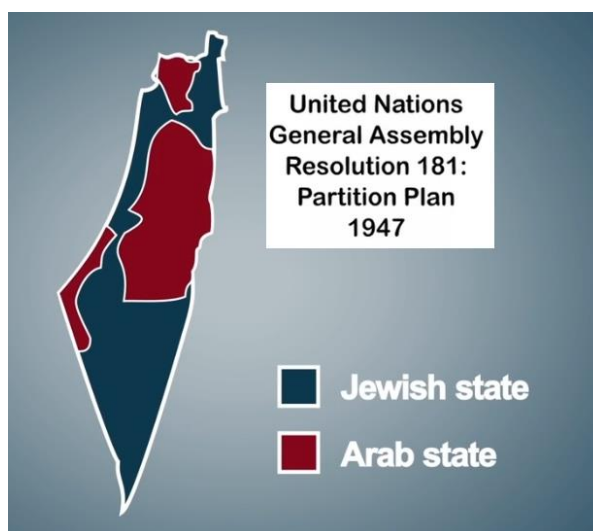 United Nations
General Assembly
Resolution 181:
Partition Plan
1947
Jewish state
Arab state